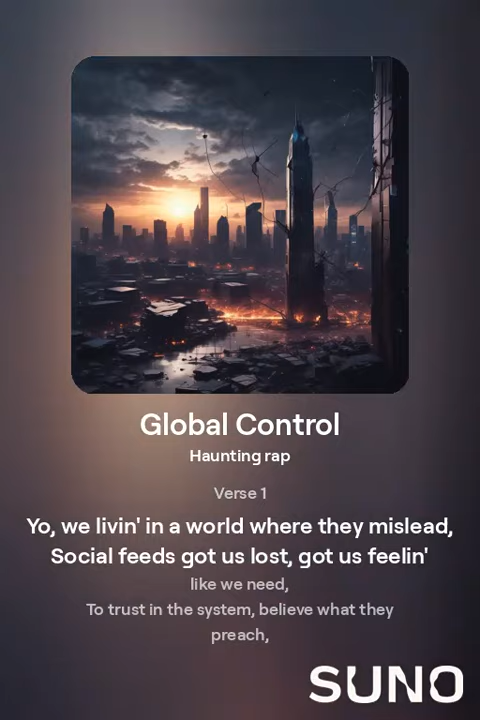 Global Control
Haunting rap
Verse 1
Yo, we livin' in a world where they mislead,
Social feeds got us lost, got us feelin'
like we need,
To trust in the system, believe what they
preach,
SUNO